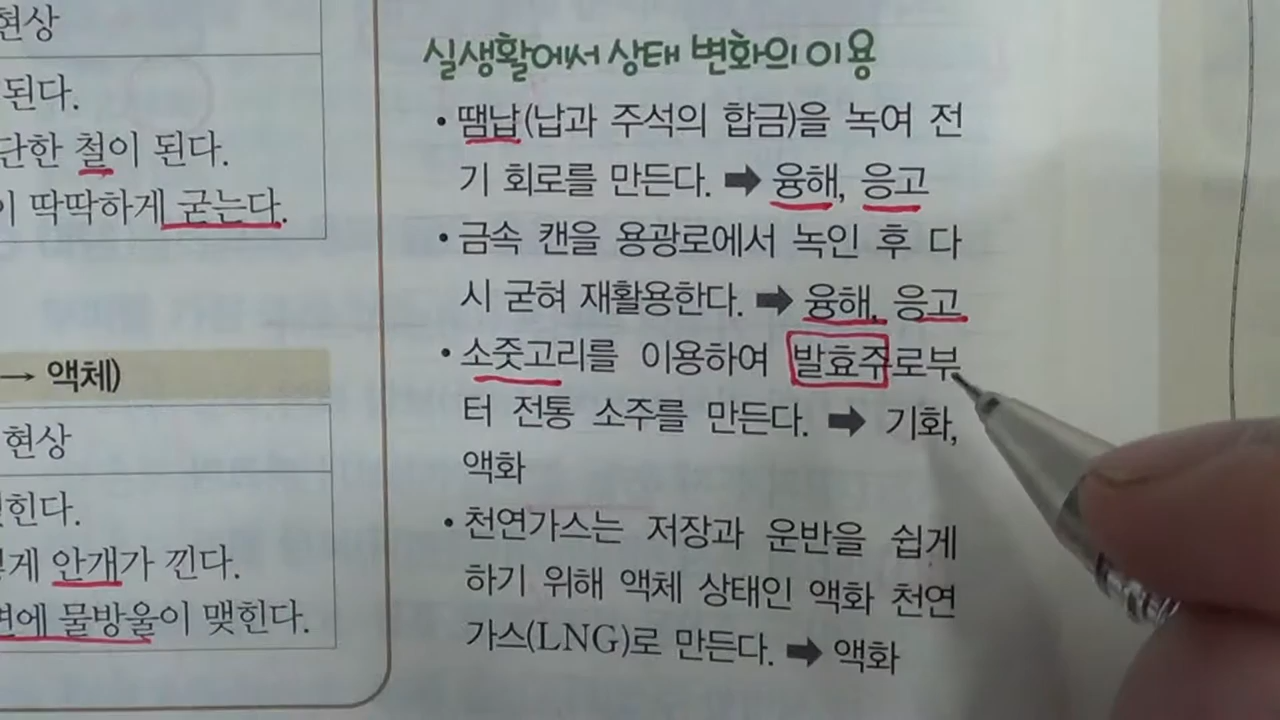 현상
된다.
단한 철이 된다.
이 딱딱하게 굳는다.
→ 액체)
현상
힌다.
게 안개가 낀다.
면에 물방울이 맺힌다.
실생활에서 상태 변화의 이용
• 땜납(납과 주석의 합금)을 녹여 전
기 회로를 만든다. ➡ 융해, 응고
• 금속 캔을 용광로에서 녹인 후 다
시 굳혀 재활용한다. ➡ 융해, 응고
• 소줏고리를 이용하여 발효주로부
터 전통 소주를 만든다. ➡ 기화,
액화
• 천연가스는 저장과 운반을 쉽게
하기 위해 액체 상태인 액화 천연
가스(LNG)로 만든다. ➡ 액화